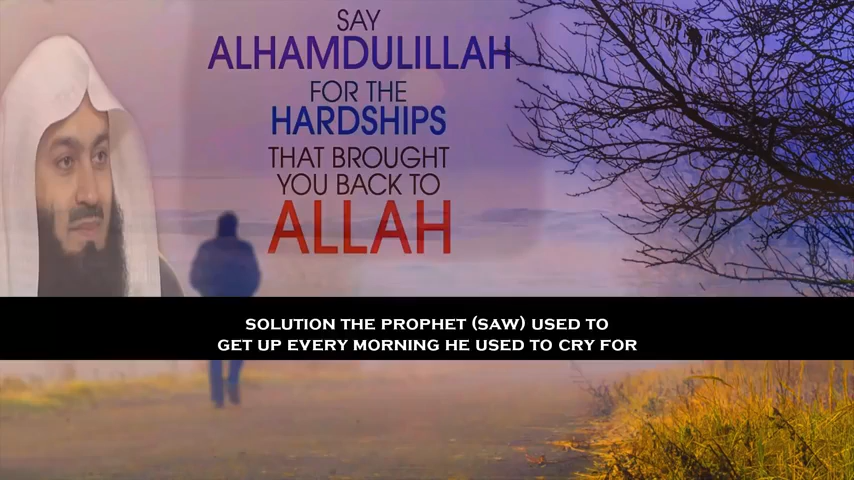 SAY
ALHAMDULILLAH
FOR THE
HARDSHIPS
THAT BROUGHT
YOU BACK TO
ALLAH
SOLUTION THE PROPHET (SAW) USED TO
GET UP EVERY MORNING HE USED TO CRY FOR